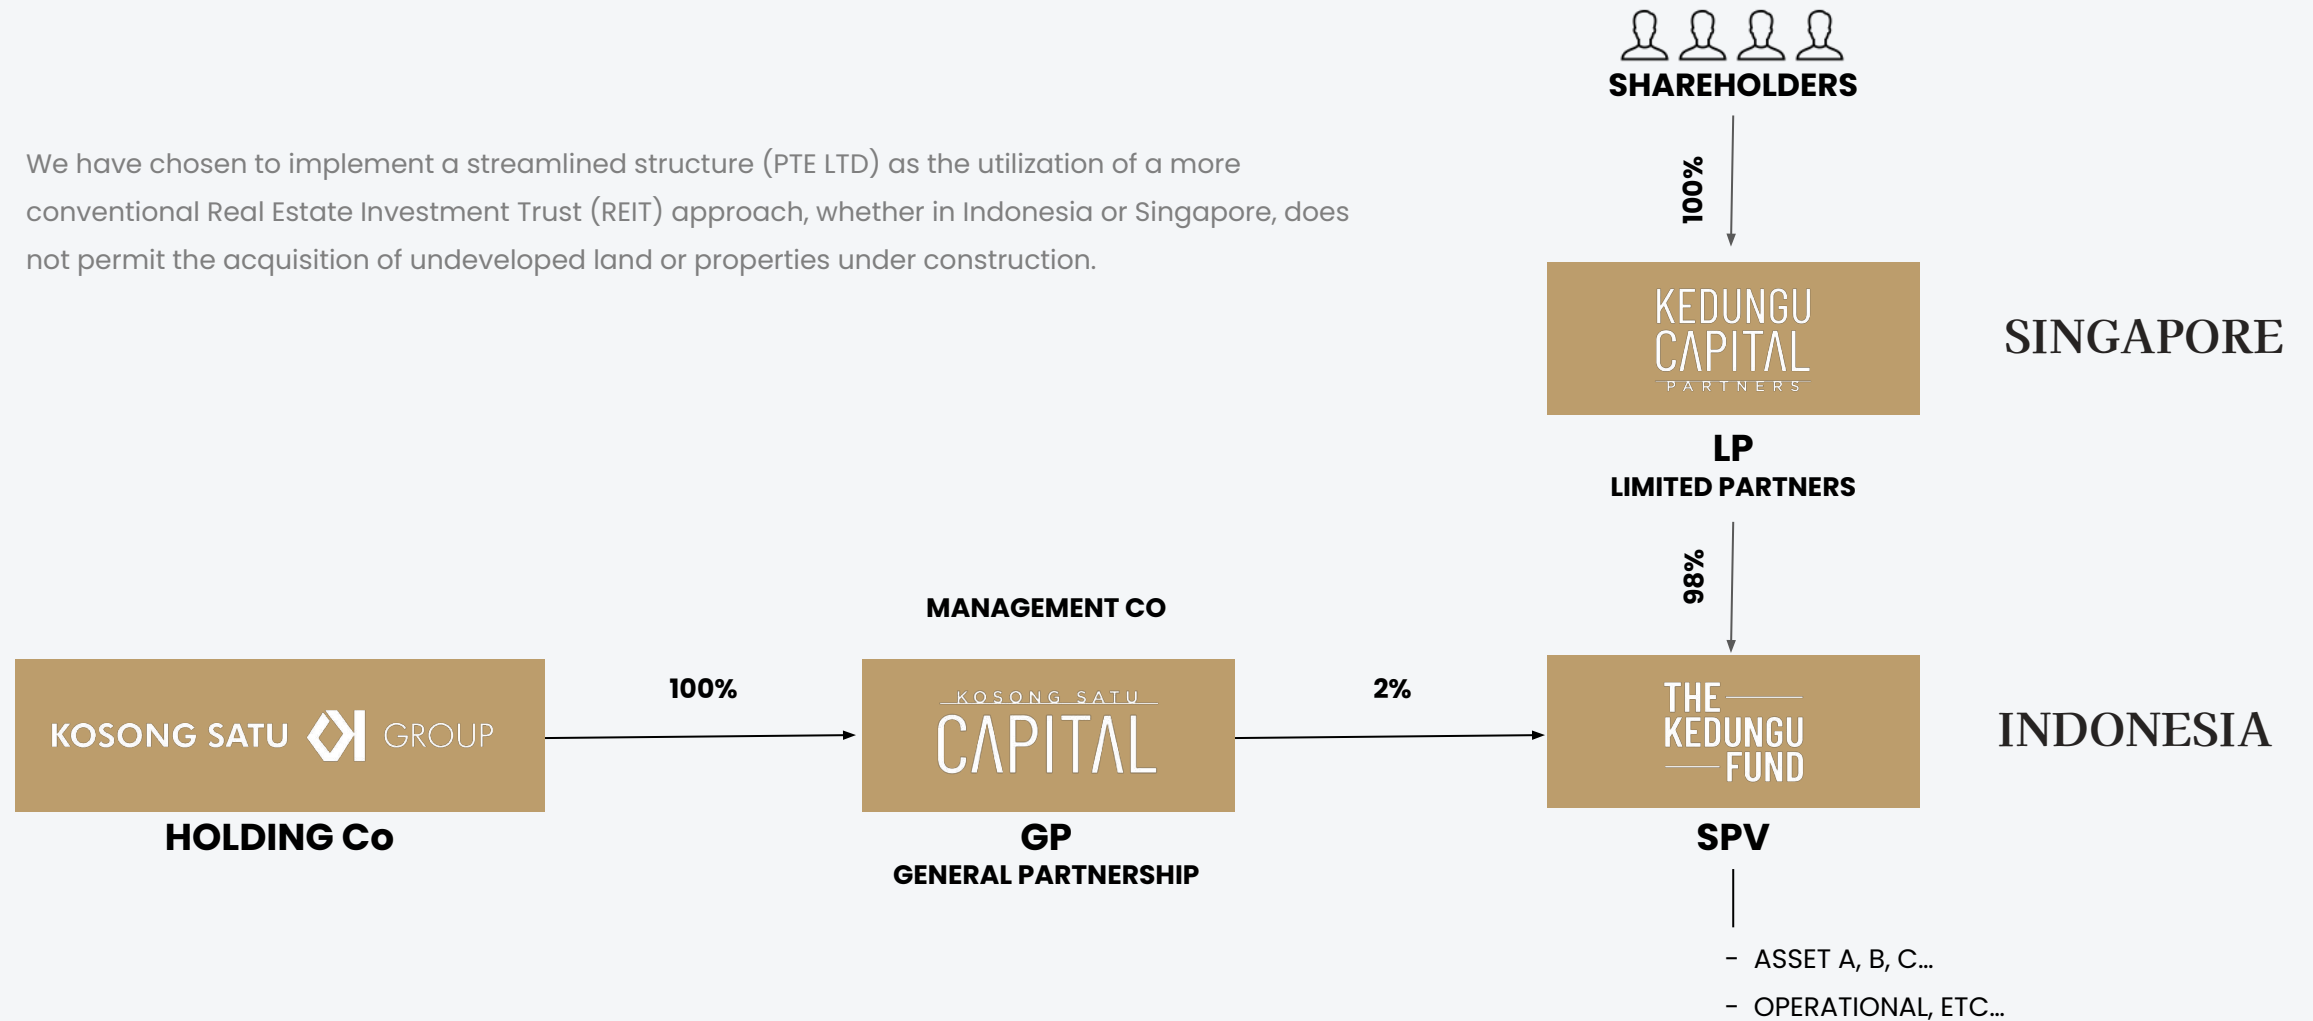 SHAREHOLDERS
We have chosen to implement a streamlined structure (PTE LTD) as the utilization of a more
conventional Real Estate Investment Trust (REIT) approach, whether in Indonesia or Singapore, does
not permit the acquisition of undeveloped land or properties under construction.
100%
KEDUNGU
CAPITAL
PARTNERS
SINGAPORE
LP
LIMITED PARTNERS
98%
MANAGEMENT CO
KOSONG SATU GROUP
100%
KOSONG SATU
CAPITAL
2%
THE
KEDUNGU
FUND
INDONESIA
HOLDING Co
GP
GENERAL PARTNERSHIP
SPV
- ASSET A, B, C...
- OPERATIONAL, ETC...